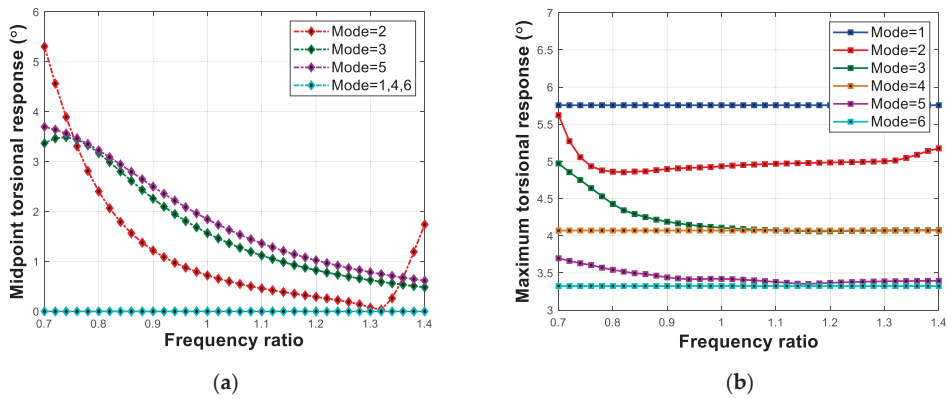 Midpoint torsional response (°)
6
5
4
3
2
1
0
0.7
0.8
0.9
1
1.1
1.2
1.3
1.4
Frequency ratio
Mode=2
Mode=3
Mode=5
Mode=1,4,6
(a)
Maximum torsional response (°)
7
6.5
6
5.5
5
4.5
4
3.5
3
0.7
0.8
0.9
1
1.1
1.2
1.3
1.4
Frequency ratio
Mode=1
Mode=2
Mode=3
Mode=4
Mode=5
Mode=6
(b)